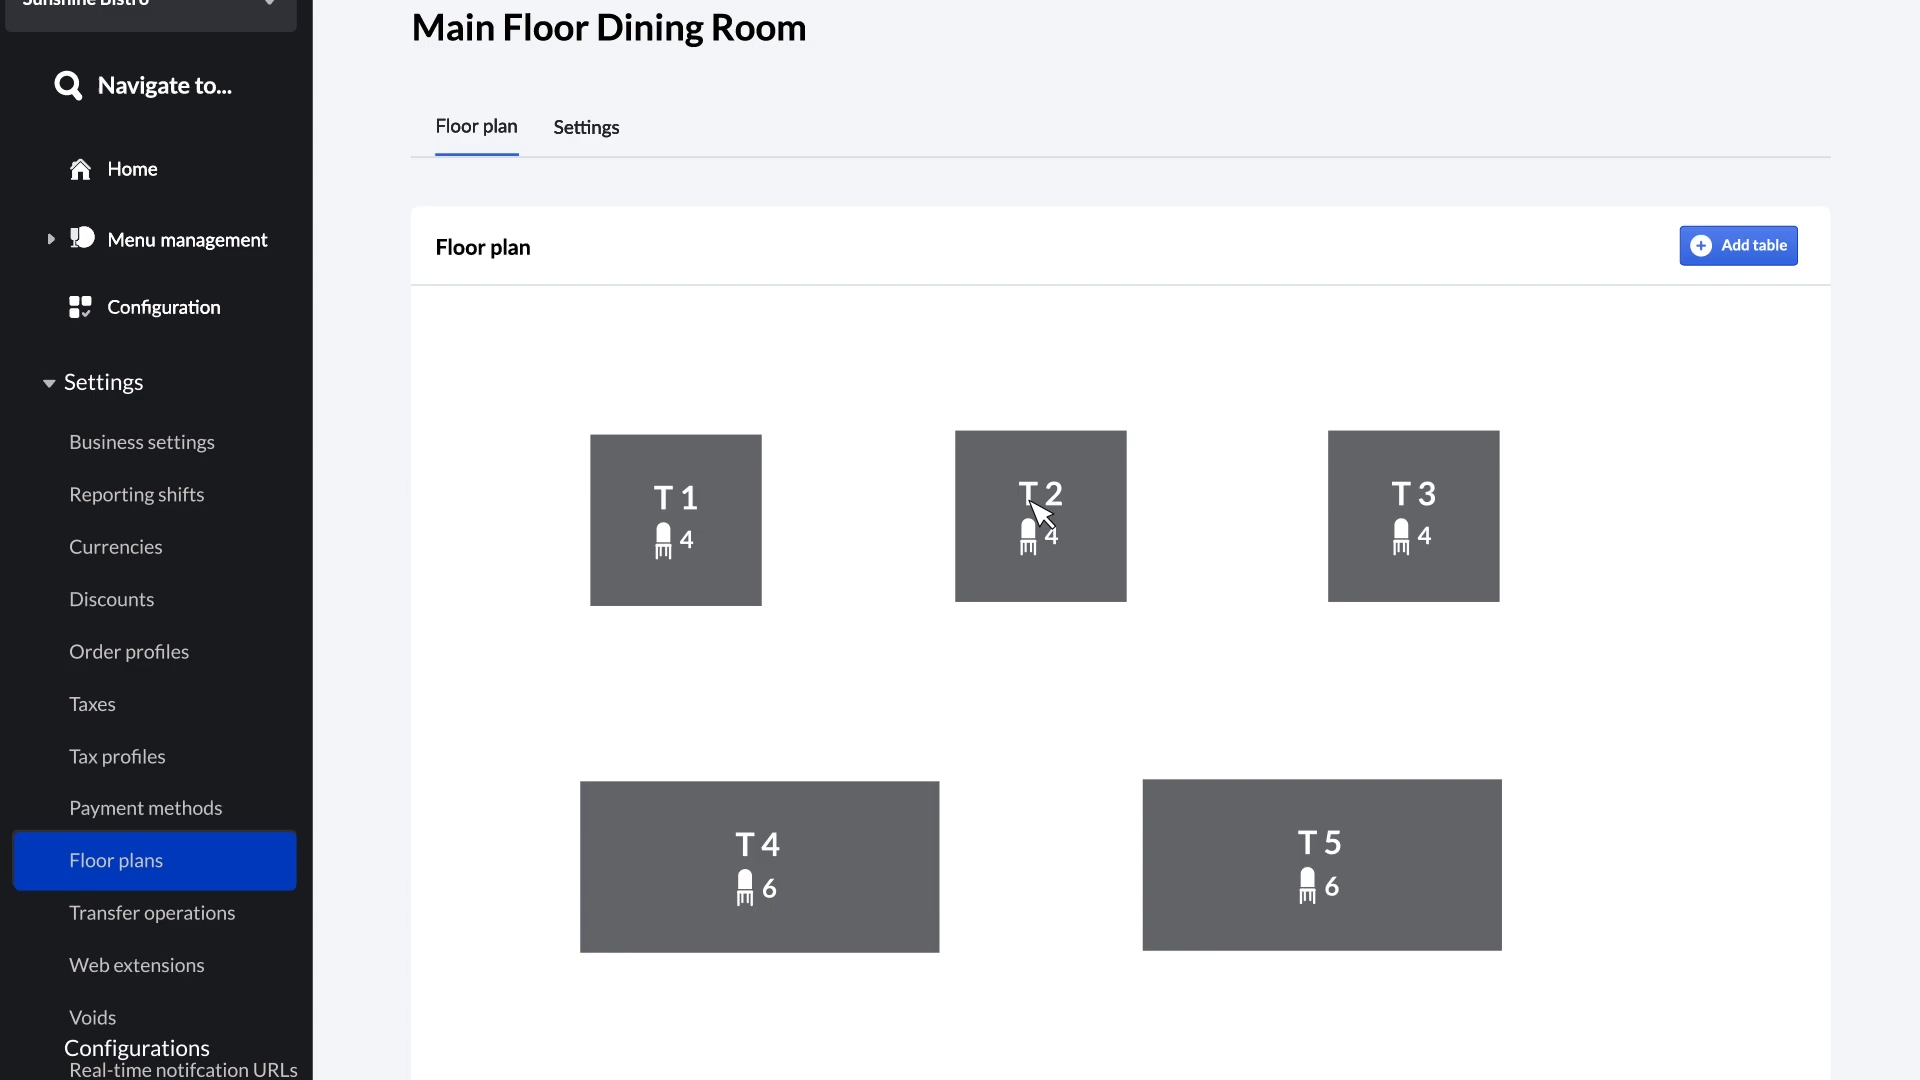 Sunshine Bistro
Navigate to...
Home
Menu management
Configuration
Settings
Business settings
Reporting shifts
Currencies
Discounts
Order profiles
Taxes
Tax profiles
Payment methods
Floor plans
Transfer operations
Web extensions
Voids
Configurations
Real-time notifcation URLs
Main Floor Dining Room
Floor plan Settings
Floor plan
Add table
T 1
4
T 2
4
T 3
4
T 4
6
T 5
6